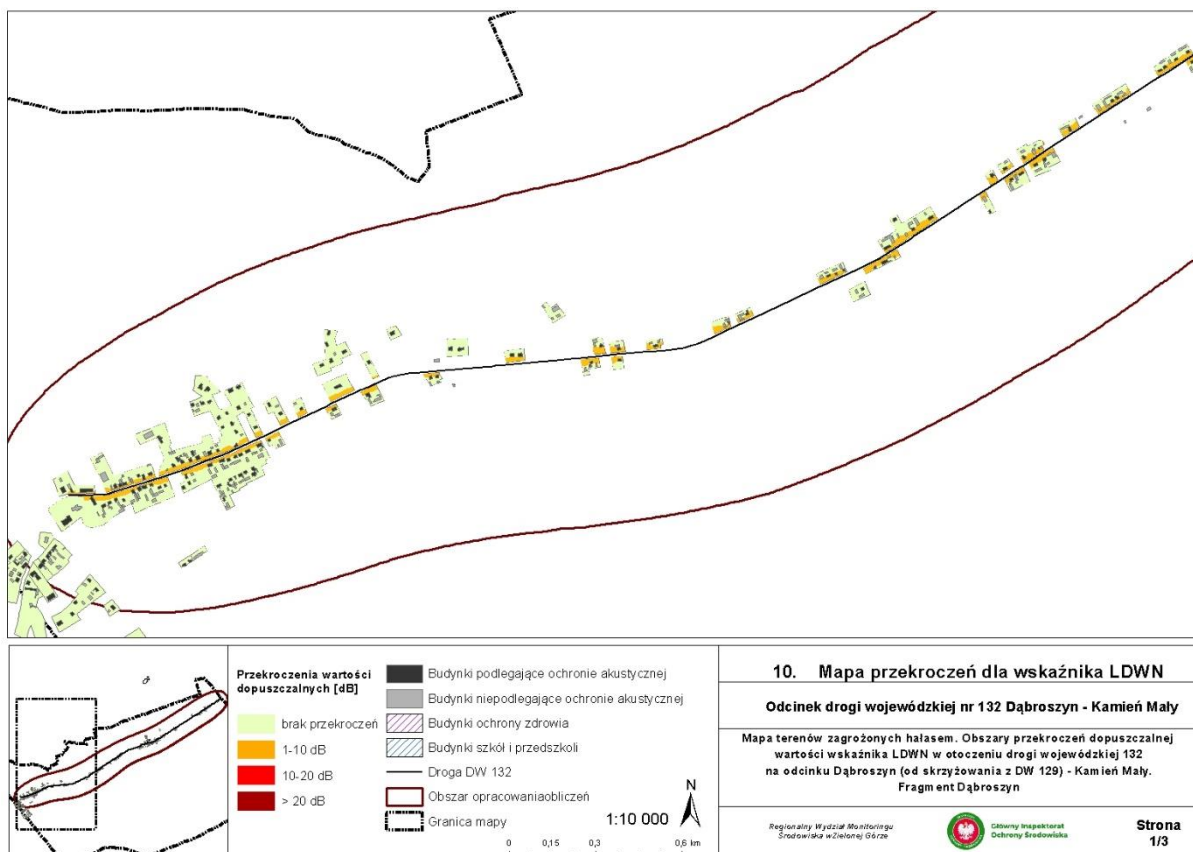 Przekroczenia wartości
dopuszczalnych [dB]
brak przekroczeń
1-10 dB
10-20 dB
> 20 dB
Budynki podlegające ochronie akustycznej
Budynki niepodlegające ochronie akustycznej
Budynki ochrony zdrowia
Budynki szkół i przedszkoli
Droga DW 132
Obszar opracowaniaobliczeń
Granica mapy
1:10 000
N
0 0,15 0,3 0,6 km
10. Mapa przekroczeń dla wskaźnika LDWN
Odcinek drogi wojewódzkiej nr 132 Dąbroszyn - Kamień Mały
Mapa terenów zagrożonych hałasem. Obszary przekroczeń dopuszczalnej
wartości wskaźnika LDWN w otoczeniu drogi wojewódzkiej 132
na odcinku Dąbroszyn (od skrzyżowania z DW 129) - Kamień Mały.
Fragment Dąbroszyn
Regionalny Wydział Monitoringu
Środowiska wZielonej Górze
Główny Inspektorat
Ochrony Środowiska
Strona
1/3